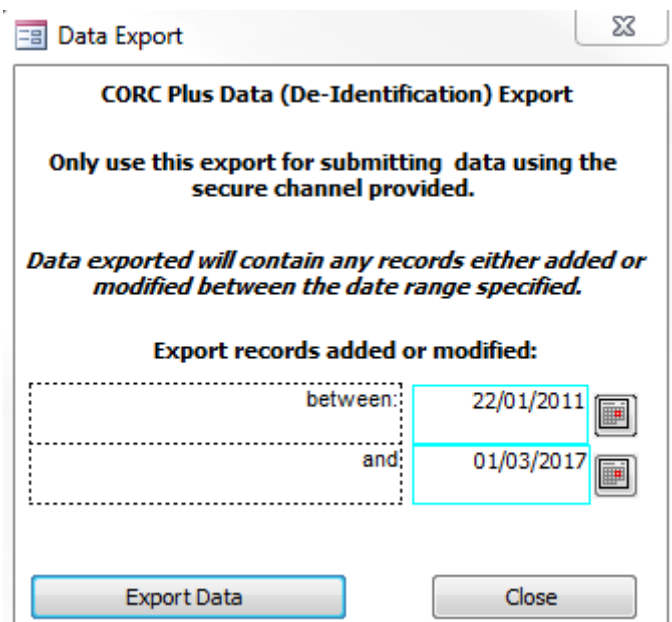 Data Export
CORC Plus Data (De-Identification) Export
Only use this export for submitting data using the
secure channel provided.
Data exported will contain any records either added or
modified between the date range specified.
Export records added or modified:
between: 22/01/2011
and 01/03/2017
Export Data Close